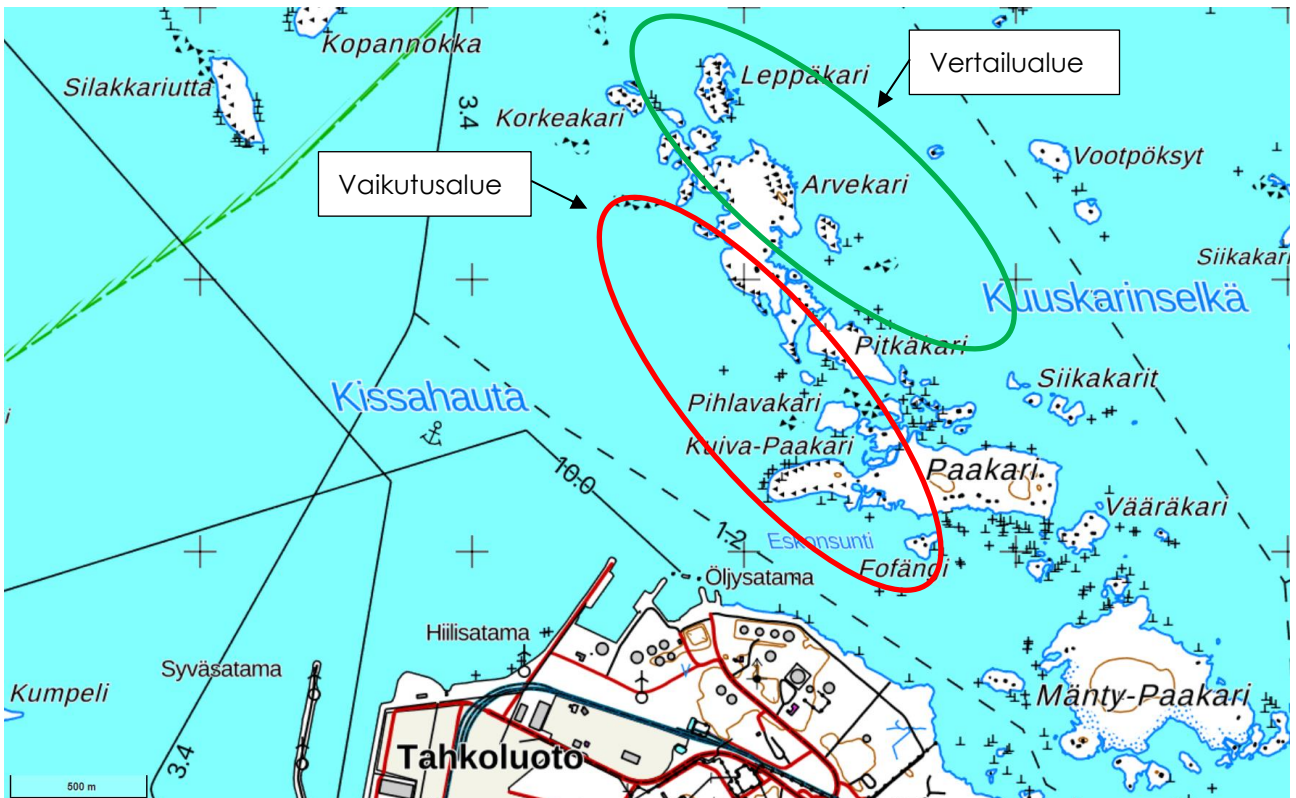 Kopannokka
Silakkariutta
Leppäkari
Vertailualue
3.4
Korkeakari
Vootpöksyt
Vaikutusalue
Arvekari
Siikakari
Kuuskarinselkä
Pitkäkari
Siikakarit
Kissahauta
Pihlavakari
i
Kuiva-Paakari
Paakari
10.0
Vääräkari
1.2
Eskonsunti
Fofängi
Öljysatama
Hiilisatama
Syväsatama
Kumpeli
Mänty-Paakari
3.4
Tahkoluoto
500 m